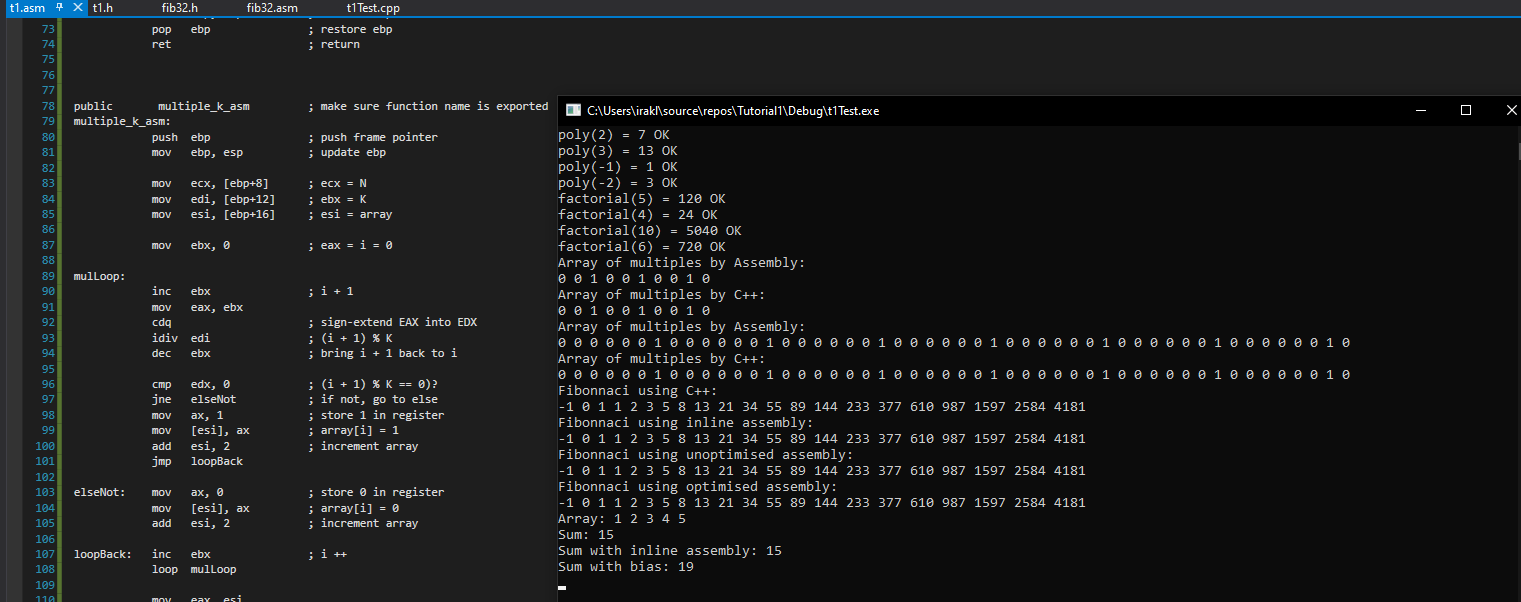 t1.asm t1.h fib32.h fib32.asm t1Test.cpp
73 pop ebp ; restore ebp
74 ret ; return
75
76
77
78 public multiple_k_asm ; make sure function name is exported
79 multiple_k_asm:
80 push ebp ; push frame pointer
81 mov ebp, esp ; update ebp
82
83 mov ecx, [ebp+8] ; ecx = N
84 mov edi, [ebp+12] ; ebx = K
85 mov esi, [ebp+16] ; esi = array
86
87 mov ebx, 0 ; eax = i = 0
88
89 mulLoop:
90 inc ebx ; i + 1
91 mov eax, ebx
92 cdq ; sign-extend EAX into EDX
93 idiv edi ; (i + 1) % K
94 dec ebx ; bring i + 1 back to i
95
96 cmp edx, 0 ; (i + 1) % K == 0)?
97 jne elseNot ; if not, go to else
98 mov ax, 1 ; store 1 in register
99 mov [esi], ax ; array[i] = 1
100 add esi, 2 ; increment array
101 jmp loopBack
102
103 elseNot: mov ax, 0 ; store 0 in register
104 mov [esi], ax ; array[i] = 0
105 add esi, 2 ; increment array
106
107 loopBack: inc ebx ; i ++
108 loop mulLoop
109
110 mov eax, esi
C:\Users\irakl\source\repos\Tutorial1\Debug\t1Test.exe
poly(2) = 7 OK
poly(3) = 13 OK
poly(-1) = 1 OK
poly(-2) = 3 OK
factorial(5) = 120 OK
factorial(4) = 24 OK
factorial(10) = 5040 OK
factorial(6) = 720 OK
Array of multiples by Assembly:
0 0 1 0 0 1 0 0 1 0
Array of multiples by C++:
0 0 1 0 0 1 0 0 1 0
Array of multiples by Assembly:
0 0 0 0 0 0 1 0 0 0 0 0 0 1 0 0 0 0 0 0 1 0 0 0 0 0 0 1 0 0 0 0 0 0 1 0 0 0 0 0 0 1 0 0 0 0 0 0 1 0
Array of multiples by C++:
0 0 0 0 0 0 1 0 0 0 0 0 0 1 0 0 0 0 0 0 1 0 0 0 0 0 0 1 0 0 0 0 0 0 1 0 0 0 0 0 0 1 0 0 0 0 0 0 1 0
Fibonnaci using C++:
-1 0 1 1 2 3 5 8 13 21 34 55 89 144 233 377 610 987 1597 2584 4181
Fibonnaci using inline assembly:
-1 0 1 1 2 3 5 8 13 21 34 55 89 144 233 377 610 987 1597 2584 4181
Fibonnaci using unoptimised assembly:
-1 0 1 1 2 3 5 8 13 21 34 55 89 144 233 377 610 987 1597 2584 4181
Fibonnaci using optimised assembly:
-1 0 1 1 2 3 5 8 13 21 34 55 89 144 233 377 610 987 1597 2584 4181
Array: 1 2 3 4 5
Sum: 15
Sum with inline assembly: 15
Sum with bias: 19